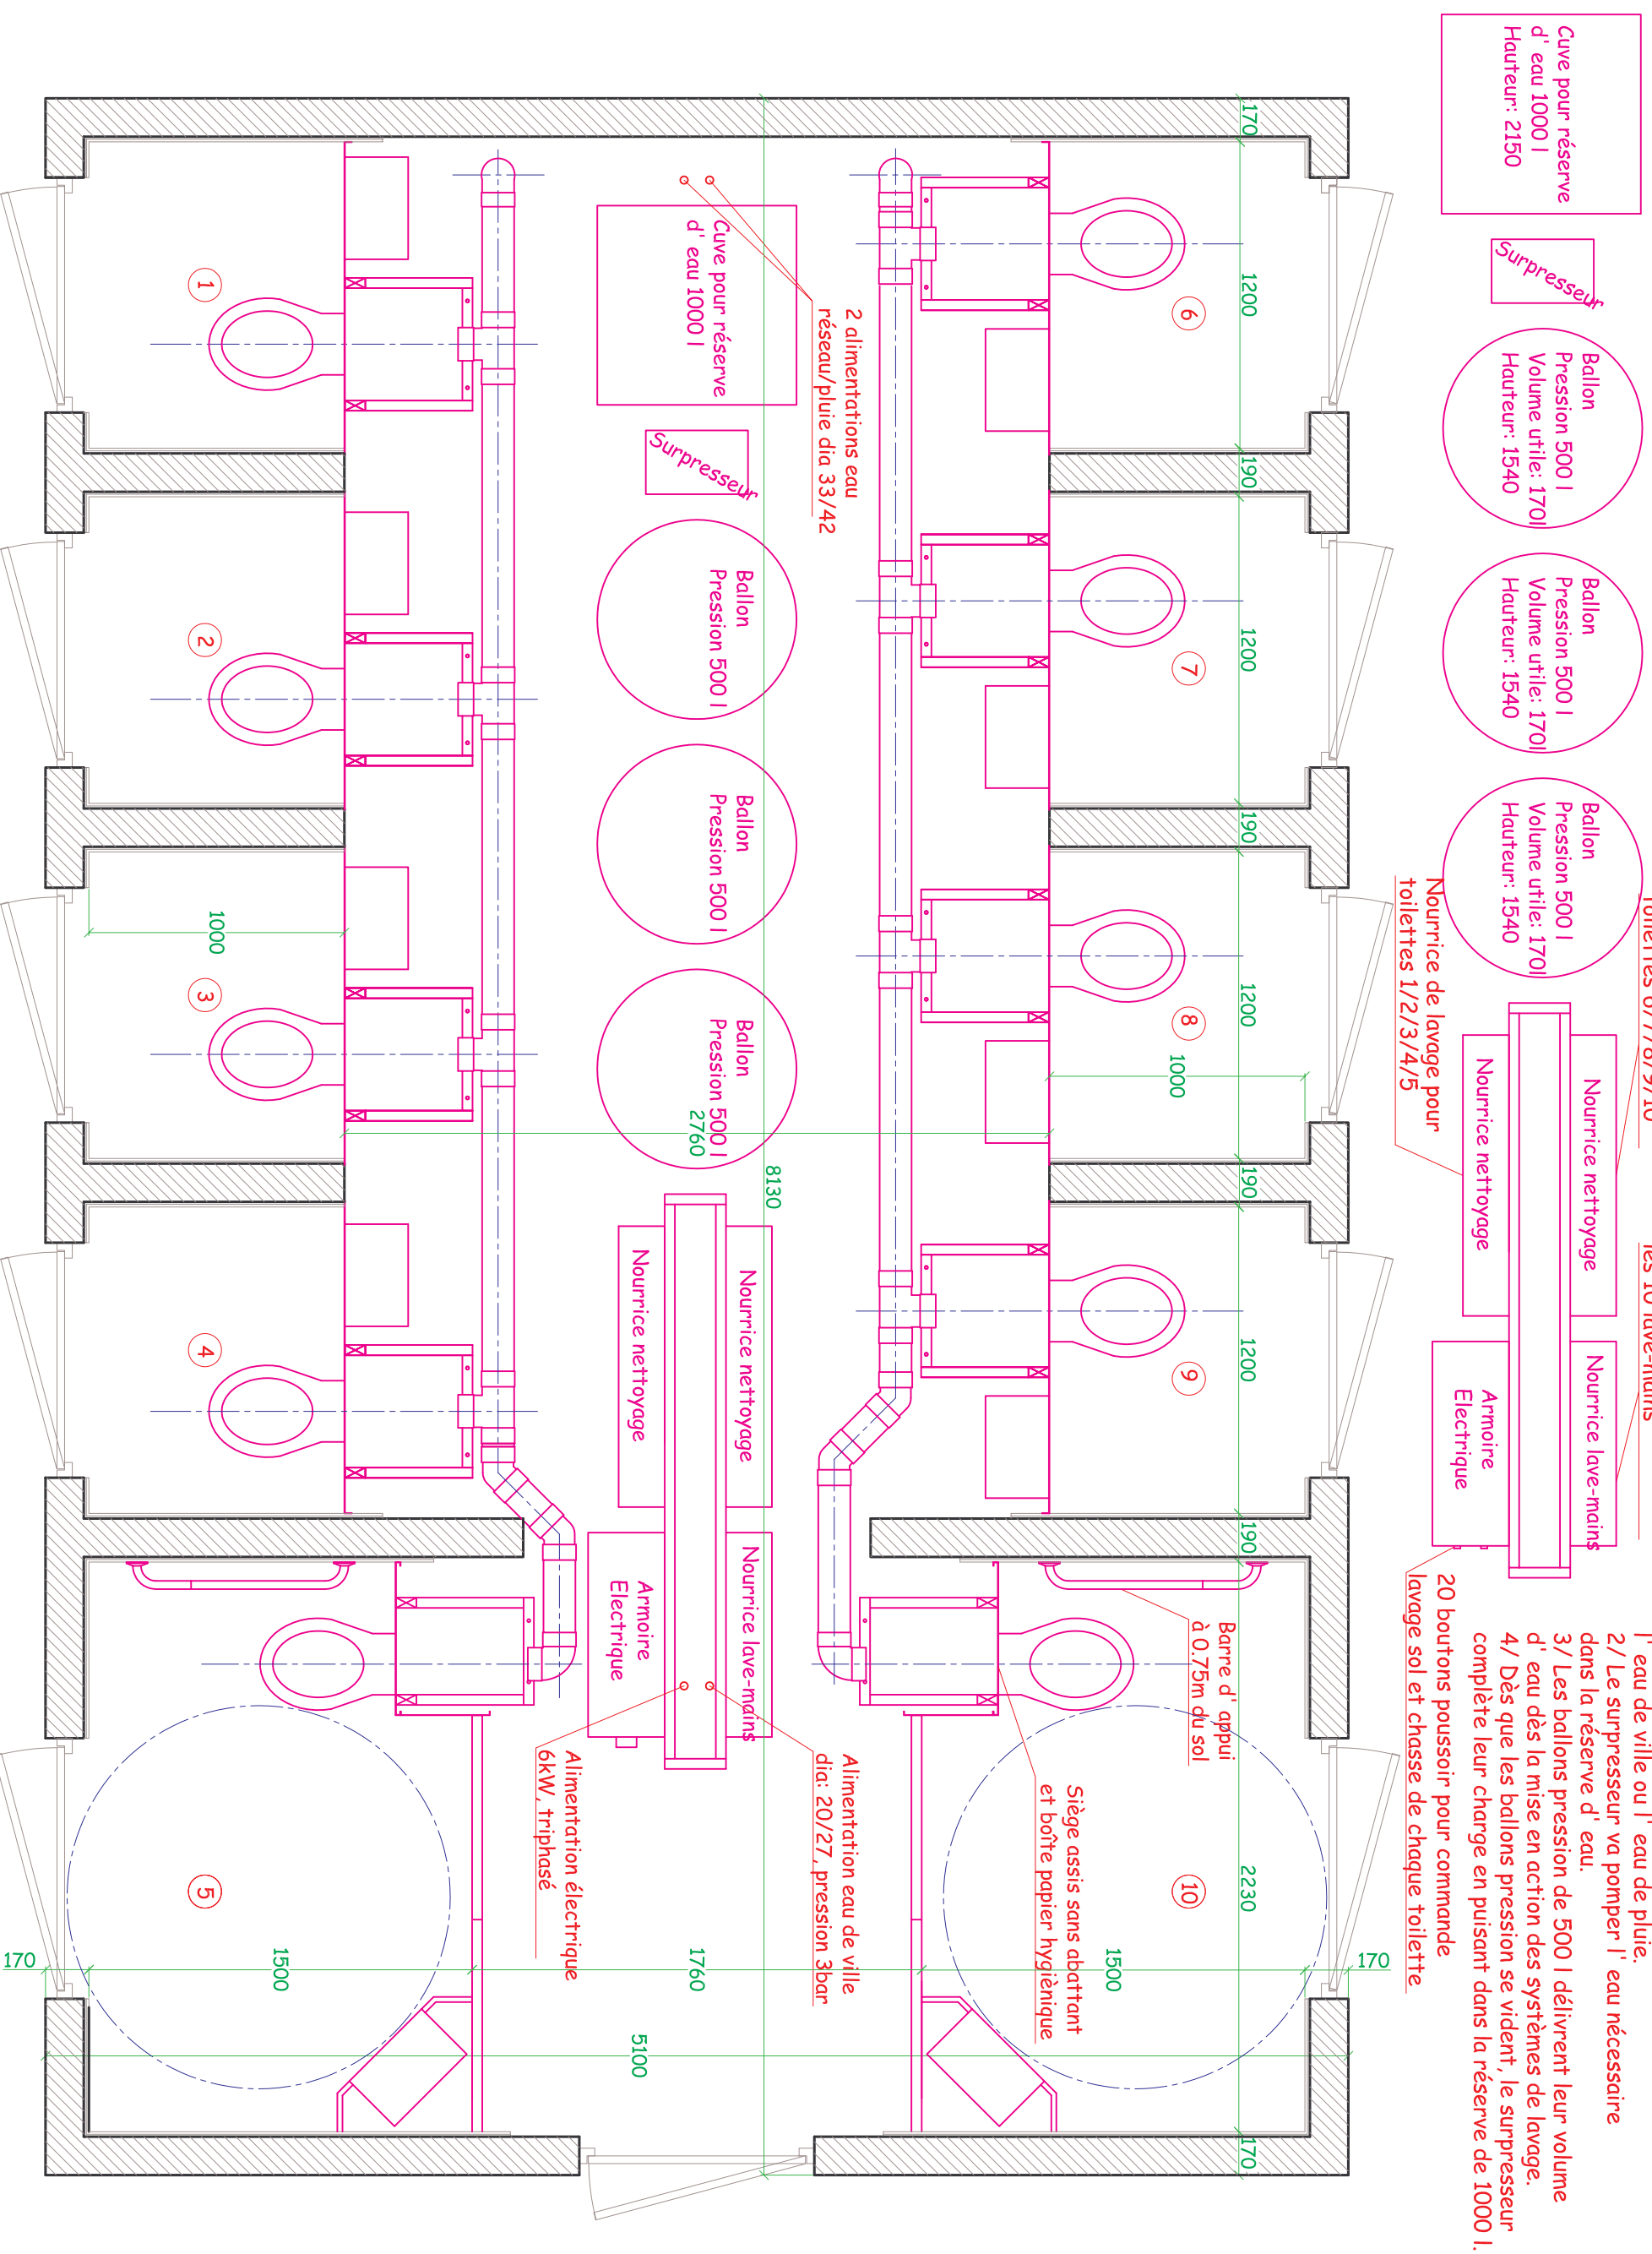 Cuve pour réserve
d' eau 1000 l
Hauteur: 2150
Surpresseur
Ballon
Pression 500 l
Volume utile: 170l
Hauteur: 1540
Ballon
Pression 500 l
Volume utile: 170l
Hauteur: 1540
Ballon
Pression 500 l
Volume utile: 170l
Hauteur: 1540
Nourrice de lavage pour
toilettes 1/2/3/4/5
Nourrice nettoyage
Nourrice nettoyage
Nourrice lave-mains
Armoire
Electrique
les 10 lave-mains
l' eau de ville ou l' eau de pluie.
2/ Le surpresseur va pomper l' eau nécessaire
dans la réserve d' eau.
3/ Les ballons pression de 500 l délivrent leur volume
d' eau dès la mise en action des systèmes de lavage.
4/ Dès que les ballons pression se vident, le surpresseur
complète leur charge en puisant dans la réserve de 1000 l.
20 boutons poussoir pour commande
lavage sol et chasse de chaque toilette
170
1200
190
1200
190
1200
190
1200
190
2230
170
6
7
8
9
10
1000
170
1500
Barre d' appui
à 0.75m du sol
Siège assis sans abattant
et boîte papier hygiènique
2 alimentations eau
réseau/pluie dia 33/42
Cuve pour réserve
d' eau 1000 l
Surpresseur
Ballon
Pression 500 l
Ballon
Pression 500 l
Ballon
Pression 500 l
2760
8130
Nourrice nettoyage
Nourrice nettoyage
Nourrice lave-mains
Armoire
Electrique
Alimentation eau de ville
dia: 20/27, pression 3bar
Alimentation électrique
6kW, triphasé
1760
5100
1000
1500
170
1
2
3
4
5